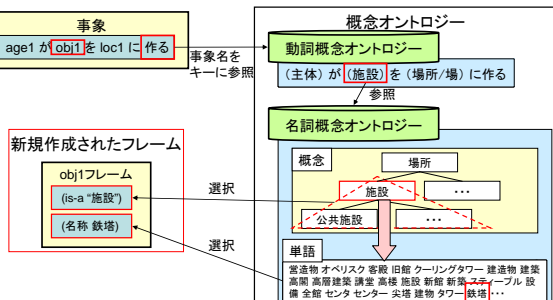 事象
age1 が obj1 を loc1 に 作る
事象名を
キーに参照
概念オントロジー
動詞概念オントロジー
(主体) が (施設) を (場所/場) に作る
参照
名詞概念オントロジー
概念
場所
施設
・・・
公共施設
・・・
新規作成されたフレーム
obj1フレーム
(is-a “施設”)
(名称 鉄塔)
選択
選択
単語
営造物 オベリスク 客殿 旧館 クーリングタワー 建造物 建築
高閣 高層建築 講堂 高楼 施設 新館 新築 スティープル 設
備 全館 センタ センター 尖塔 建物 タワー 鉄塔 ・・・